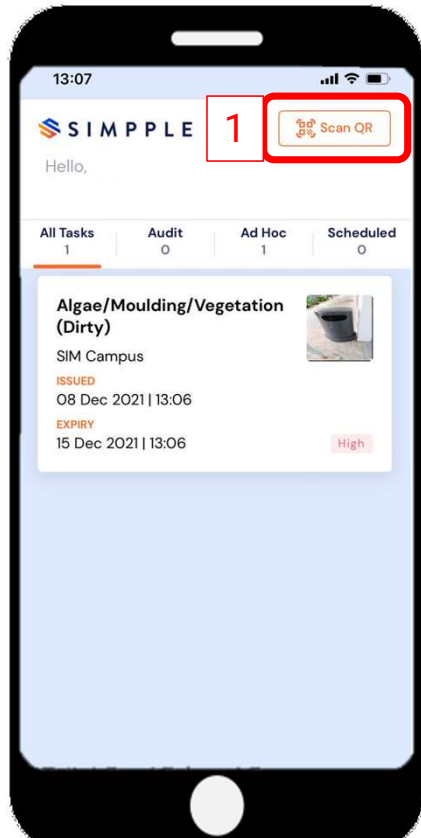 13:07
SIMPPLE
1
Scan QR
Hello,
All Tasks
1
Audit
0
Ad Hoc
1
Scheduled
0
Algae/Moulding/Vegetation
(Dirty)
SIM Campus
ISSUED
08 Dec 2021 | 13:06
EXPIRY
15 Dec 2021 | 13:06
High